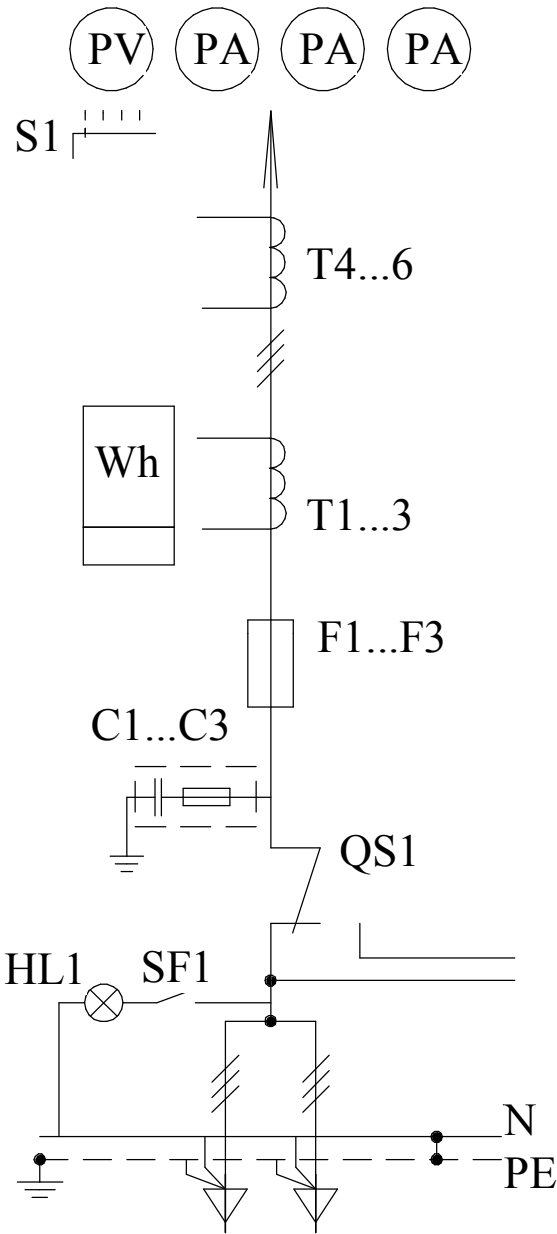 PV PA PA PA
S1
T4...6
Wh
T1...3
F1...F3
C1...C3
QS1
HL1 SF1
N
PE